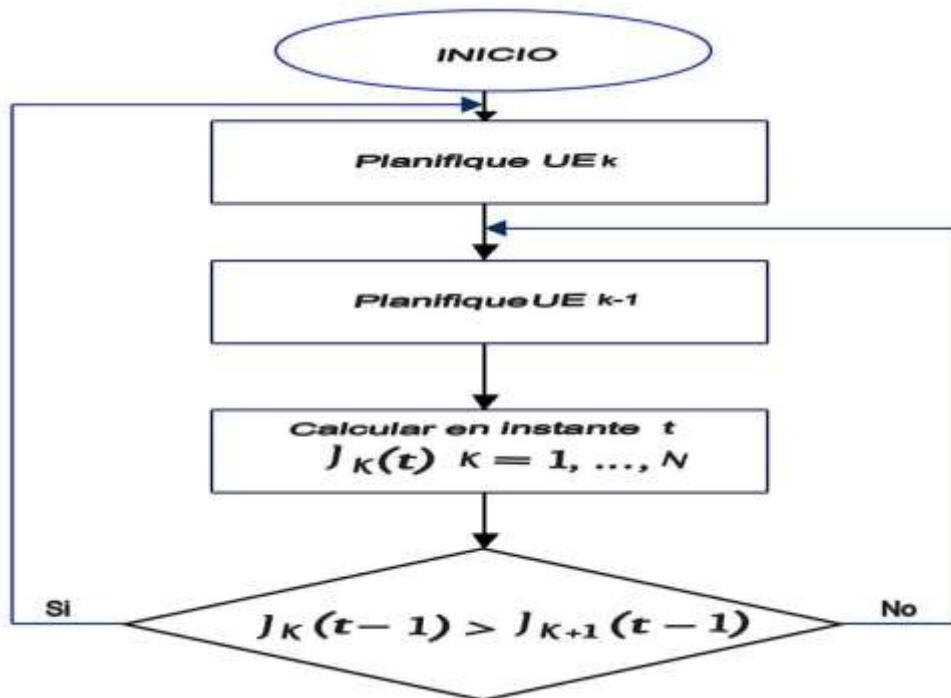 INICIO
Planifique UE k
Planifique UE k-1
Calcular en instante t
J K(t) K = 1, ..., N
Si
J K (t − 1) > J K+1 (t − 1)
No